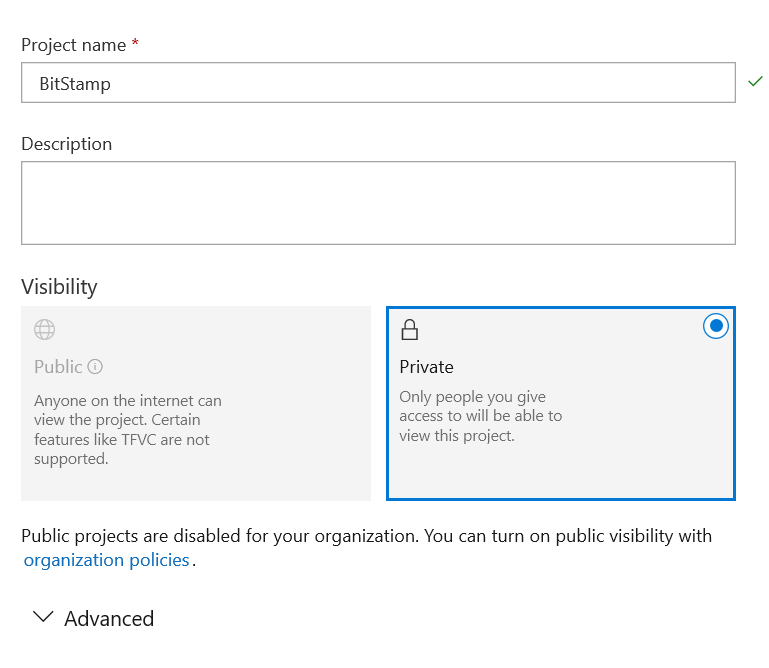 Project name *
BitStamp
Description
Visibility
Public
Anyone on the internet can
view the project. Certain
features like TFVC are not
supported.
Private
Only people you give
access to will be able to
view this project.
Public projects are disabled for your organization. You can turn on public visibility with
organization policies.
Advanced